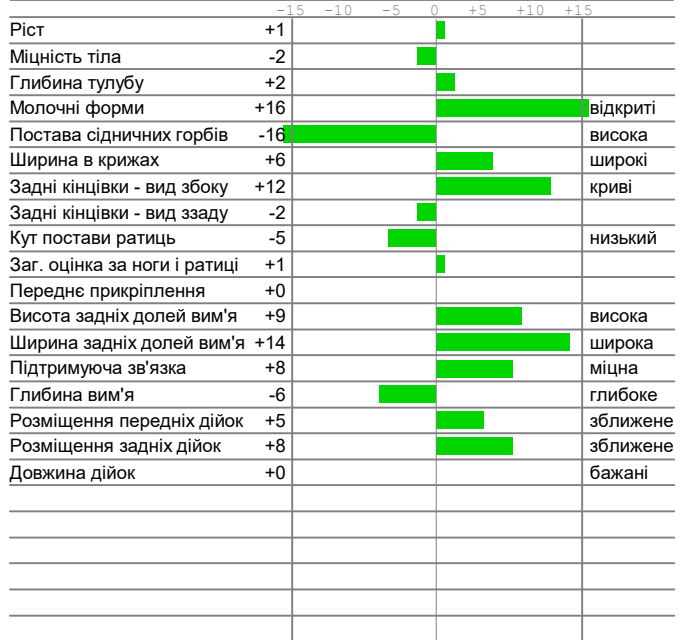 -15 -10 -5 0 +5 +10 +15
Ріст +1
Міцність тіла -2
Глибина тулубу +2
Молочні форми +16 відкриті
Постава сідничних горбів -16 висока
Ширина в крижах +6 широкі
Задні кінцівки - вид збоку +12 криві
Задні кінцівки - вид ззаду -2
Кут постави ратиць -5 низький
Заг. оцінка за ноги і ратиці +1
Переднє прикріплення +0
Висота задніх долей вим'я +9 висока
Ширина задніх долей вим'я +14 широка
Підтримуюча зв'язка +8 міцна
Глибина вим'я -6 глибоке
Розміщення передніх дійок +5 зближене
Розміщення задніх дійок +8 зближене
Довжина дійок +0 бажані